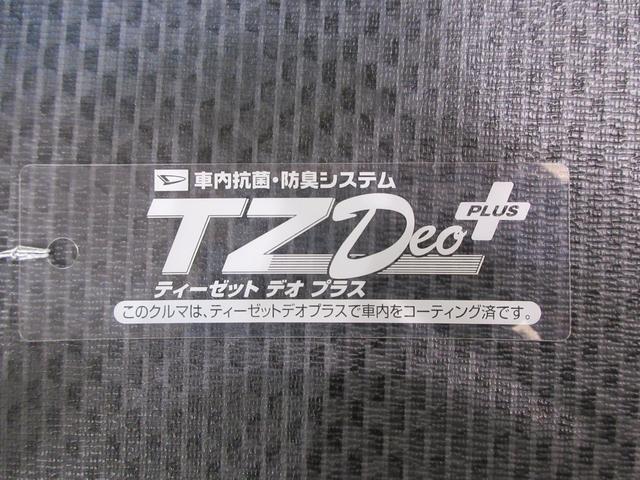 車内抗菌・防臭システム
TZ Deo PLUS
ティーゼット デオ プラス
このクルマは、ティーゼットデオプラスで車内をコーティング済です。